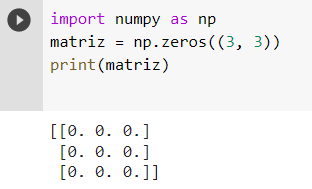 import numpy as np
matriz = np.zeros((3, 3))
print(matriz)
[[0. 0. 0.]
 [0. 0. 0.]
 [0. 0. 0.]]